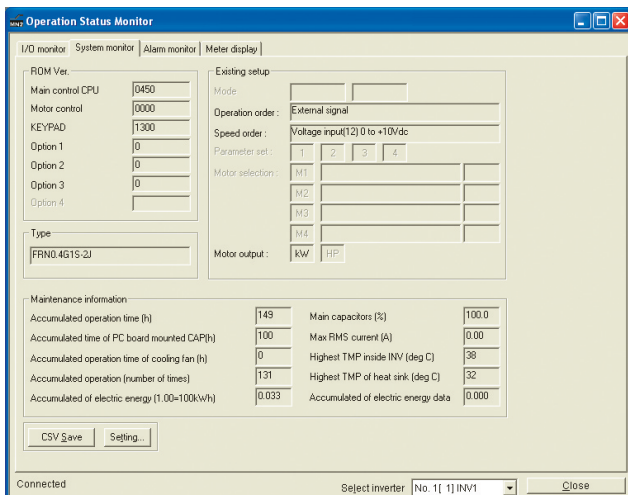 MN2 Operation Status Monitor
I/O monitor System monitor Alarm monitor Meter display
ROM Ver.
Main control CPU 0450
Motor control 0000
KEYPAD 1300
Option 1 0
Option 2 0
Option 3 0
Option 4
Type
FRN0.4G1S-2J
Existing setup
Mode
Operation order : External signal
Speed order : Voltage input(12) 0 to +10Vdc
Parameter set : 1 2 3 4
Motor selection : M1
M2
M3
M4
Motor output : kW HP
Maintenance information
Accumulated operation time (h) 149
Accumulated time of PC board mounted CAP(h) 100
Accumulated operation time of cooling fan (h) 0
Accumulated operation (number of times) 131
Accumulated of electric energy (1.00=100kWh) 0.033
Main capacitors (%) 100.0
Max RMS current (A) 0.00
Highest TMP inside INV (deg C) 38
Highest TMP of heat sink (deg C) 32
Accumulated of electric energy data 0.000
CSV Save Setting...
Connected Select inverter No. 1[ 1] INV1 Close